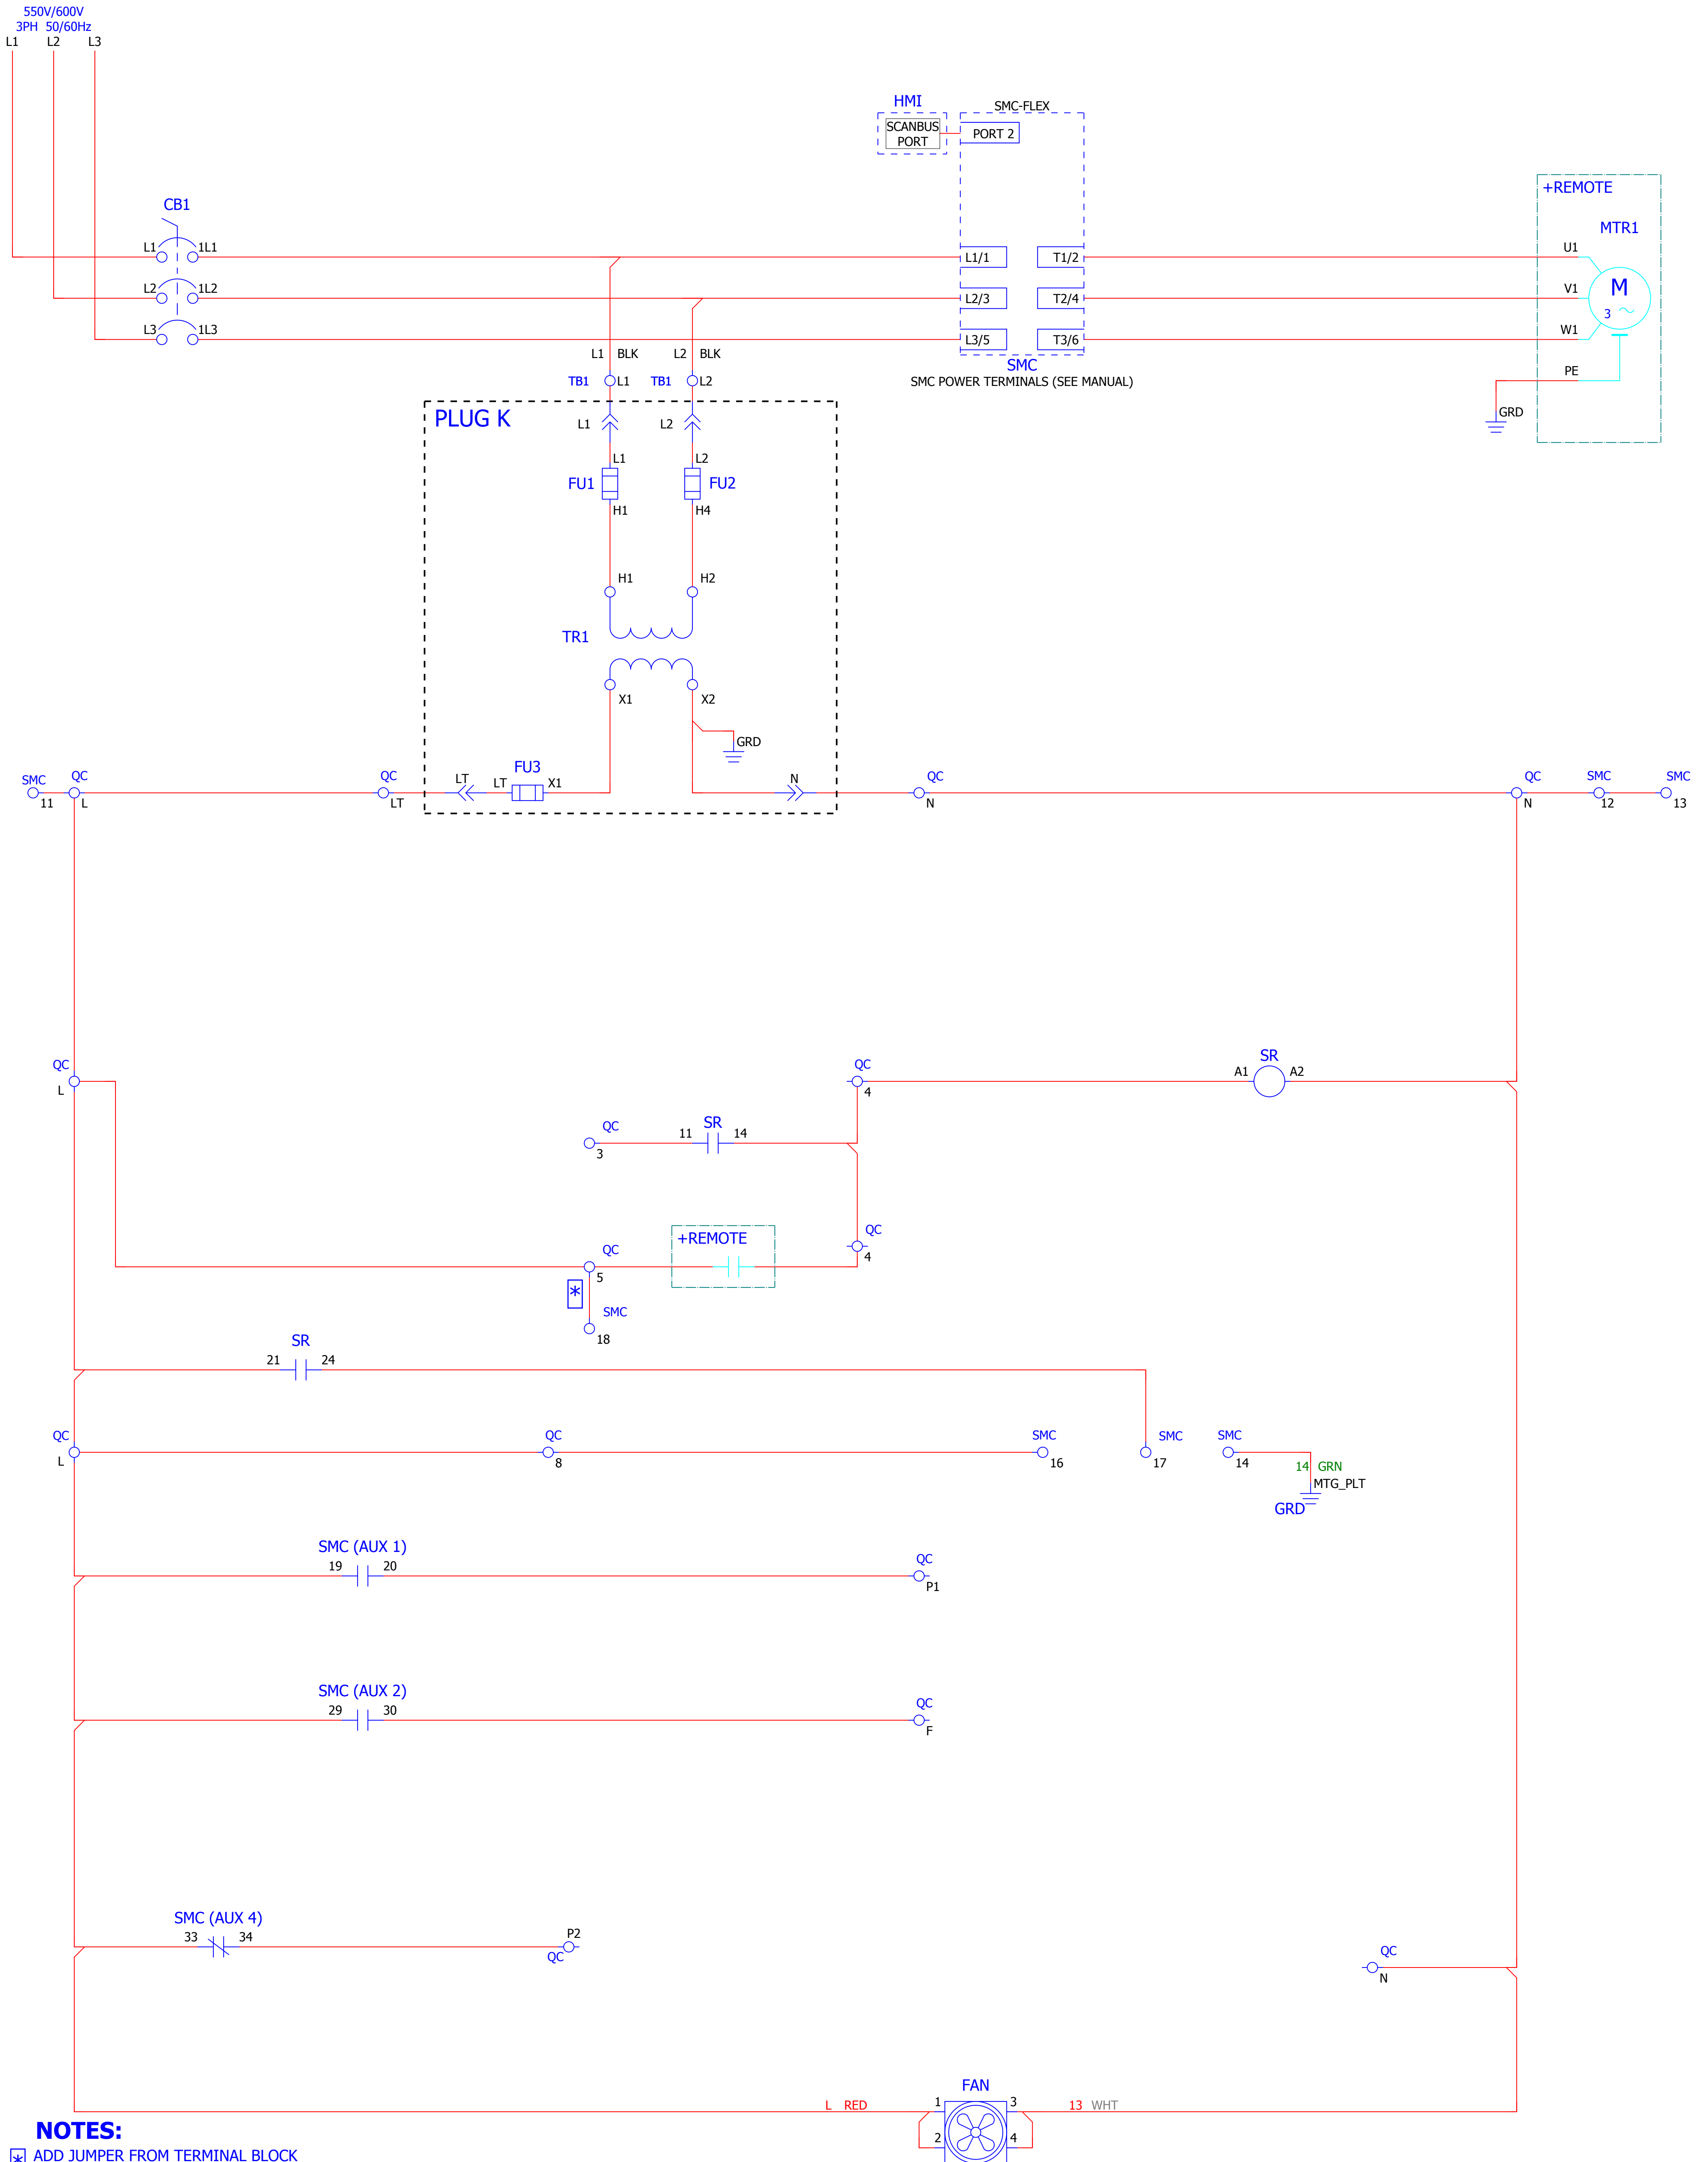 550V/600V
3PH 50/60Hz
L1 L2 L3
HMI
SMC-FLEX
SCANBUS
PORT
PORT 2
+REMOTE
MTR1
CB1
L1 1L1
L1/1 T1/2
U1
L2 1L2
L2/3 T2/4
V1
M
3
L3 1L3
L3/5 T3/6
W1
L1 BLK L2 BLK
SMC
SMC POWER TERMINALS (SEE MANUAL)
PE
TB1 L1 TB1 L2
GRD
PLUG K
L1 L2
L1 L2
FU1 FU2
H1 H4
H1 H2
TR1
X1 X2
GRD
FU3
SMC QC QC LT LT X1 N QC QC SMC SMC
11 L LT N N 12 13
QC QC SR
L 4 A1 A2
QC SR
3 11 14
QC
4
+REMOTE
QC
5
*
SMC
18
SR
21 24
QC QC SMC SMC SMC
L 8 16 17 14
14 GRN
MTG_PLT
GRD
SMC (AUX 1)
19 20
QC
P1
SMC (AUX 2)
29 30
QC
F
SMC (AUX 4)
33 34
P2
QC
QC
N
FAN
L RED 1 3 13 WHT
2 4
NOTES:
* ADD JUMPER FROM TERMINAL BLOCK